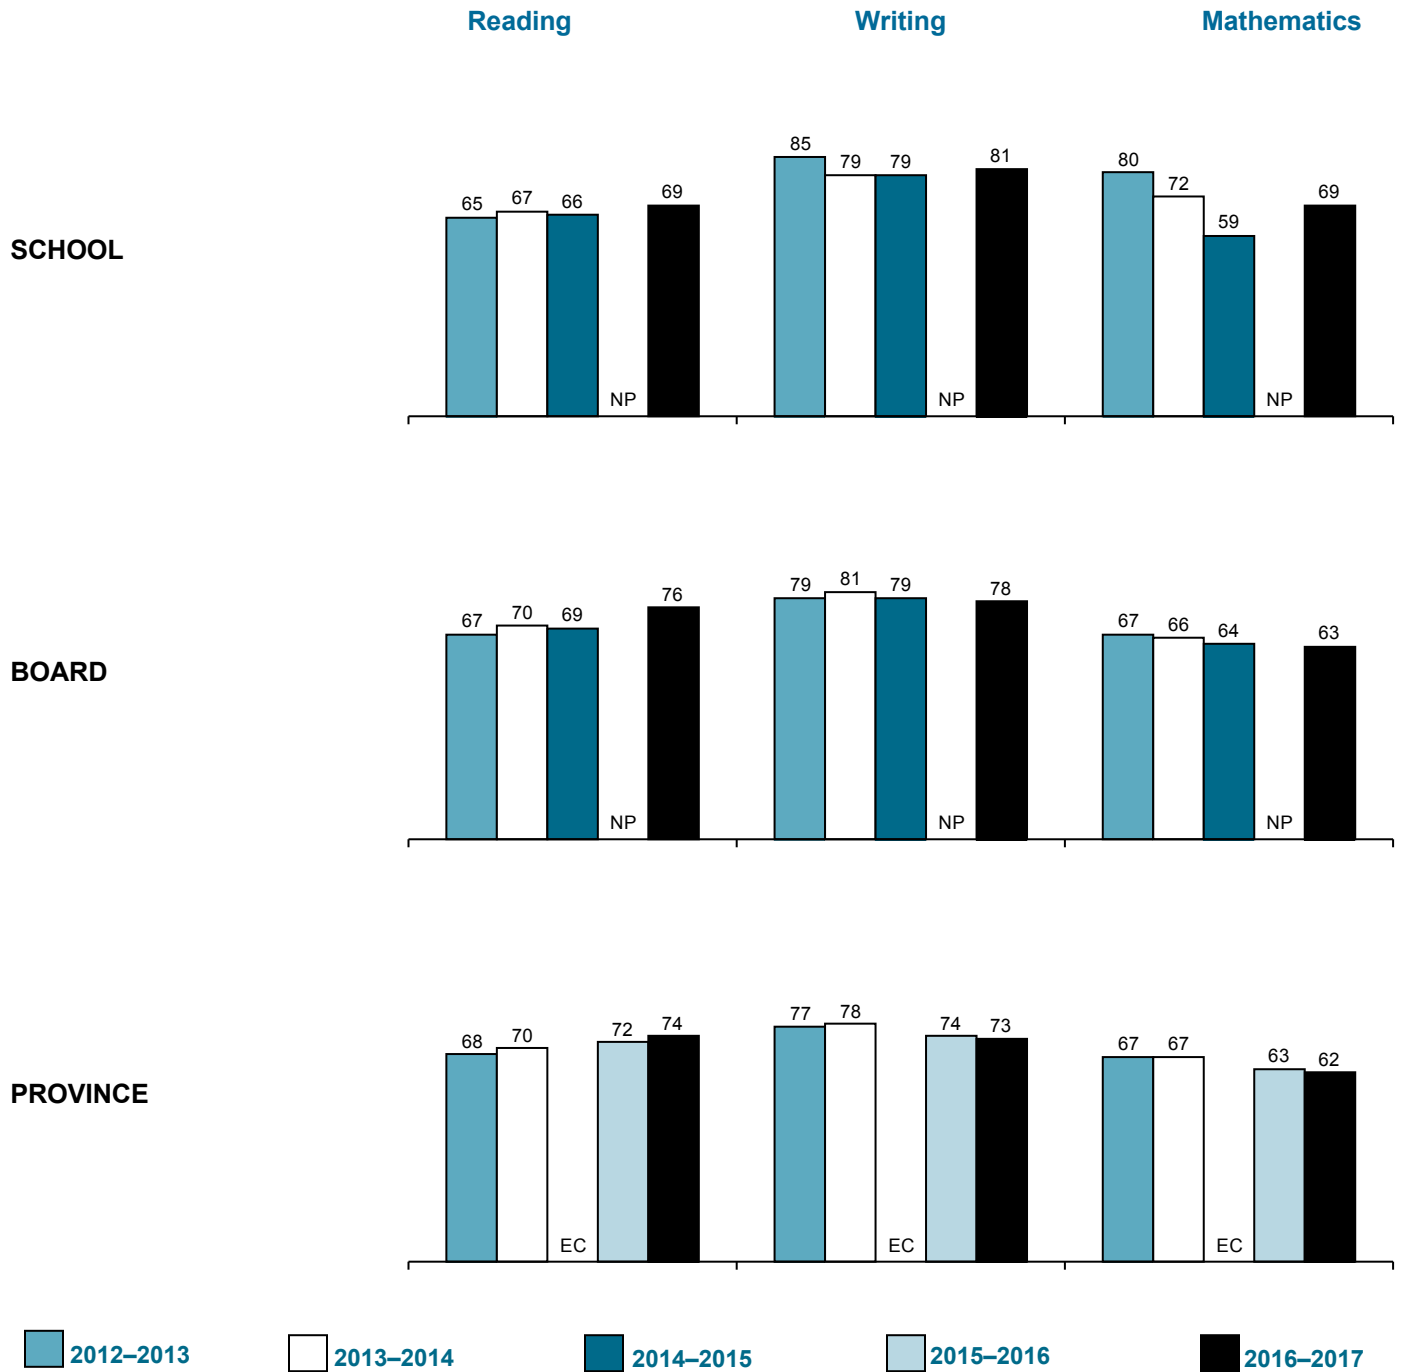 Reading Writing Mathematics
SCHOOL
65 67 66 NP 69
85 79 79 NP 81
80 72 59 NP 69
BOARD
67 70 69 NP 76
79 81 79 NP 78
67 66 64 NP 63
PROVINCE
68 70 EC 72 74
77 78 EC 74 73
67 67 EC 63 62
2012–2013 2013–2014 2014–2015 2015–2016 2016–2017